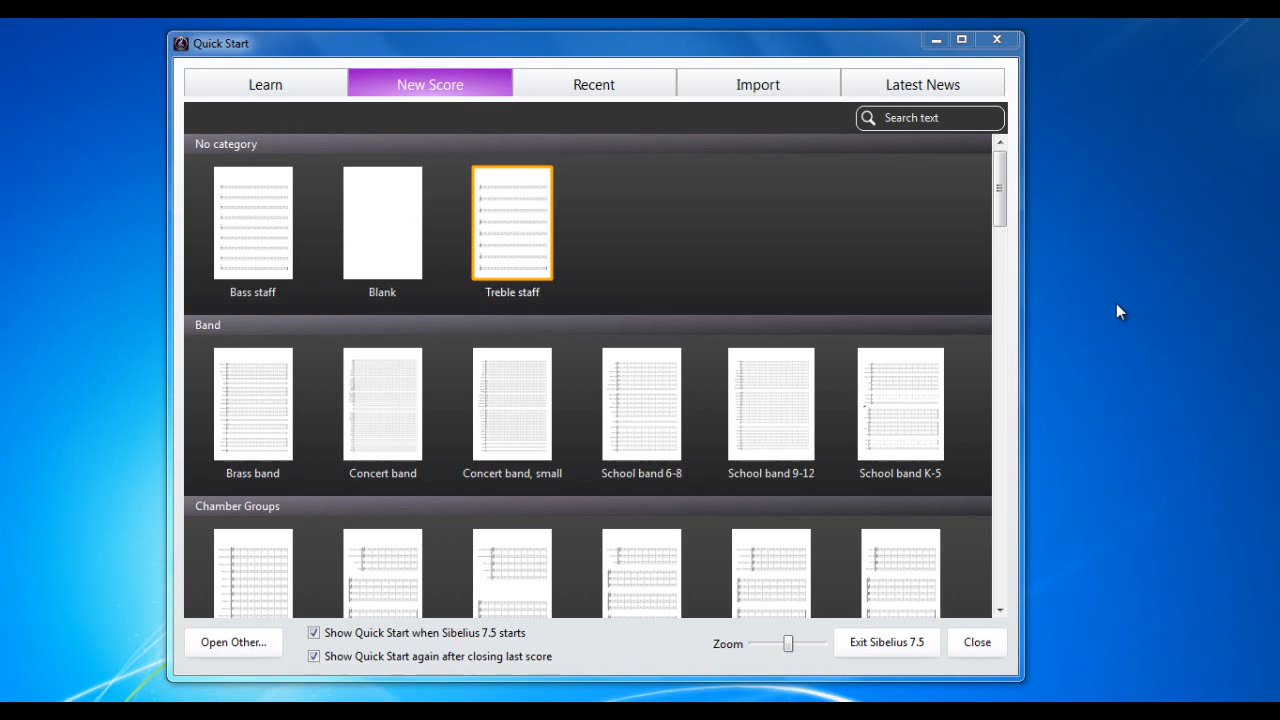 Quick Start
Learn New Score Recent Import Latest News
Search text
No category
Bass staff Blank Treble staff
Band
Brass band Concert band Concert band, small School band 6-8 School band 9-12 School band K-5
Chamber Groups
Open Other... Show Quick Start when Sibelius 7.5 starts Zoom Exit Sibelius 7.5 Close
Show Quick Start again after closing last score